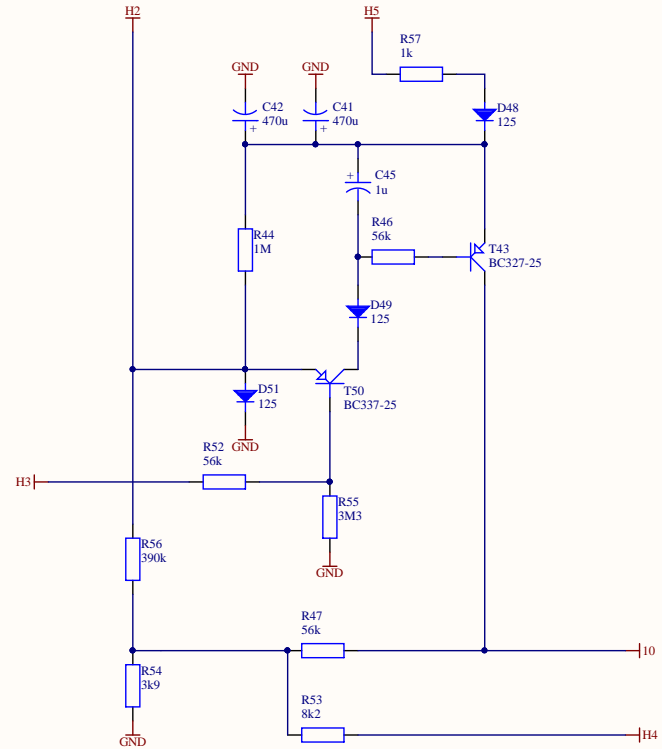 H2
H5
R57
1k
GND
GND
C42
470u
+
C41
470u
+
D48
125
+
C45
1u
R44
1M
R46
56k
T43
BC327-25
D49
125
D51
125
T50
BC337-25
GND
R52
56k
H3
R55
3M3
R56
390k
GND
R47
56k
10
R54
3k9
R53
8k2
H4
GND